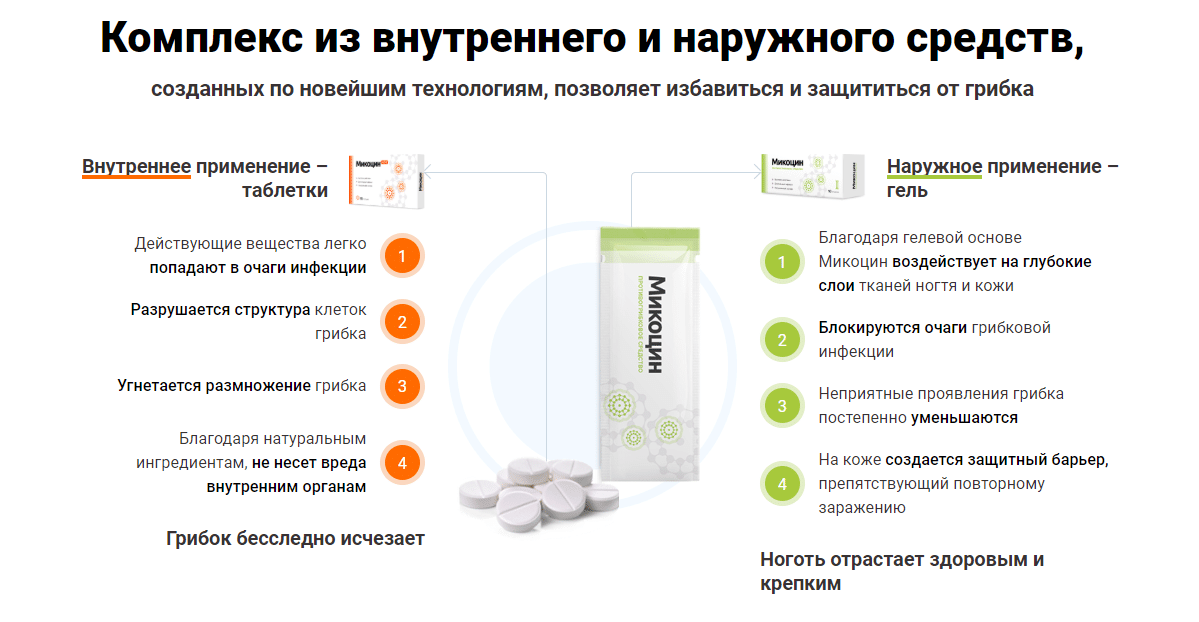 Комплекс из внутреннего и наружного средств,
созданных по новейшим технологиям, позволяет избавиться и защититься от грибка
Внутреннее применение –
таблетки
Микоцин
Действующие вещества легко
попадают в очаги инфекции
1
Разрушается структура клеток
грибка
2
Угнетается размножение грибка
3
Благодаря натуральным
ингредиентам, не несет вреда
внутренним органам
4
Грибок бесследно исчезает
Микоцин
ПРОТИВОГРИБКОВОЕ СРЕДСТВО
Микоцин
Наружное применение –
гель
1
Благодаря гелевой основе
Микоцин воздействует на глубокие
слои тканей ногтя и кожи
2
Блокируются очаги грибковой
инфекции
3
Неприятные проявления грибка
постепенно уменьшаются
4
На коже создается защитный барьер,
препятствующий повторному
заражению
Ноготь отрастает здоровым и
крепким